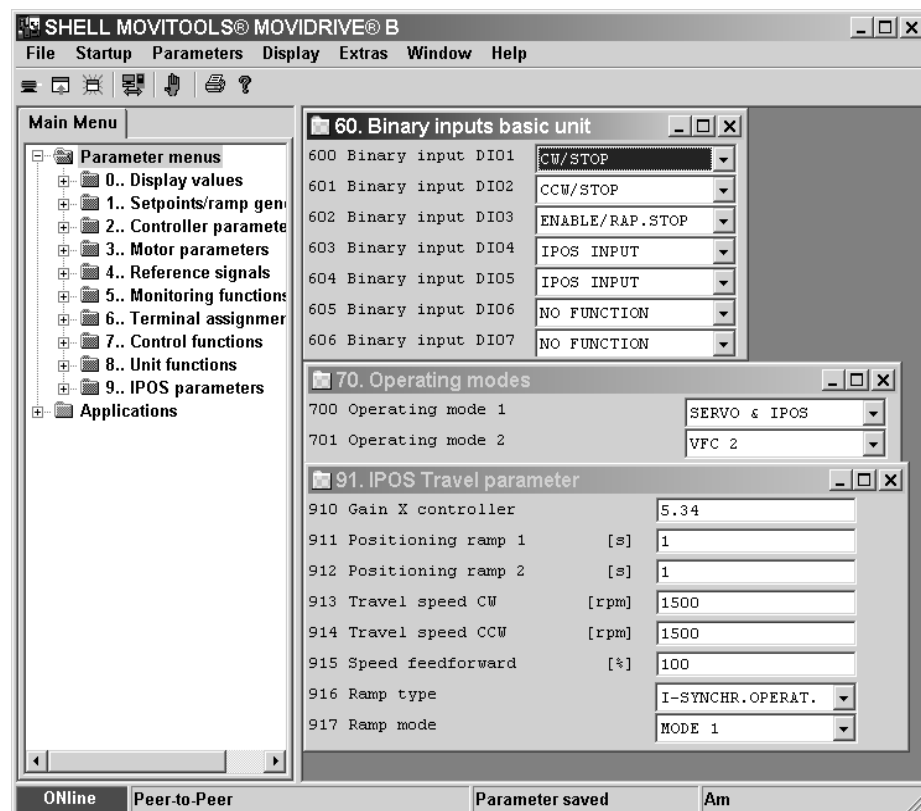 SHELL MOVITOOLS® MOVIDRIVE® B
File Startup Parameters Display Extras Window Help
Main Menu
Parameter menus
0.. Display values
1.. Setpoints/ramp gen
2.. Controller paramete
3.. Motor parameters
4.. Reference signals
5.. Monitoring functions
6.. Terminal assignmer
7.. Control functions
8.. Unit functions
9.. IPOS parameters
Applications
60. Binary inputs basic unit
600 Binary input DI01 CW/STOP
601 Binary input DI02 CCW/STOP
602 Binary input DI03 ENABLE/RAP.STOP
603 Binary input DI04 IPOS INPUT
604 Binary input DI05 IPOS INPUT
605 Binary input DI06 NO FUNCTION
606 Binary input DI07 NO FUNCTION
70. Operating modes
700 Operating mode 1 SERVO & IPOS
701 Operating mode 2 VFC 2
91. IPOS Travel parameter
910 Gain X controller 5.34
911 Positioning ramp 1 [s] 1
912 Positioning ramp 2 [s] 1
913 Travel speed CW [rpm] 1500
914 Travel speed CCW [rpm] 1500
915 Speed feedforward [%] 100
916 Ramp type I-SYNCHR.OPERAT.
917 Ramp mode MODE 1
ONline Peer-to-Peer Parameter saved Am